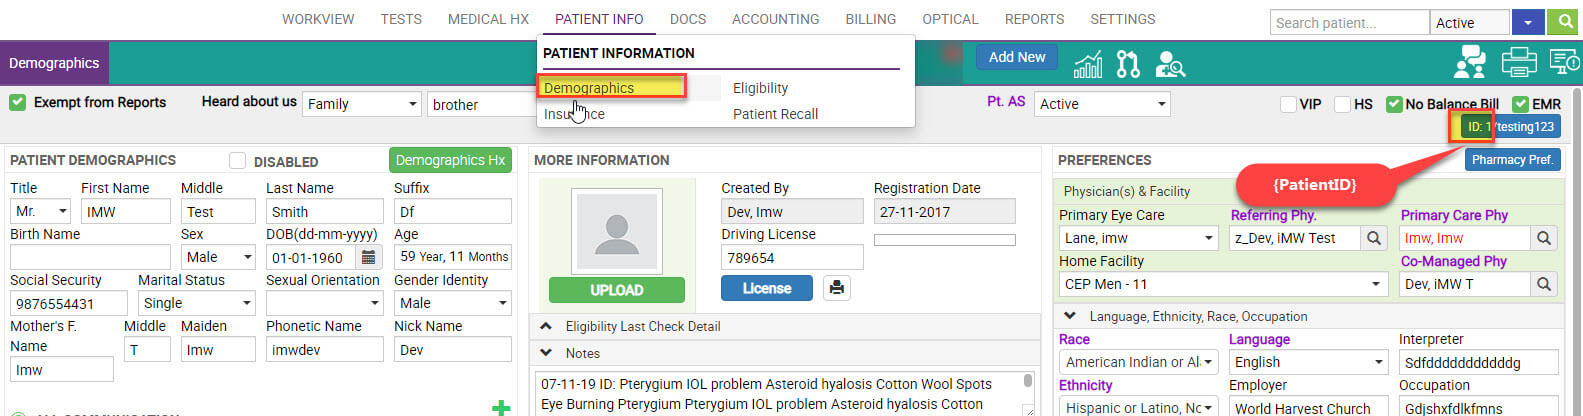 WORKVIEW TESTS MEDICAL HX PATIENT INFO DOCS ACCOUNTING BILLING OPTICAL REPORTS SETTINGS Search patient... Active
PATIENT INFORMATION
Demographics Eligibility
Insurance Patient Recall
Demographics Add New
Exempt from Reports Heard about us Family brother Pt. AS Active VIP HS No Balance Bill EMR
ID: 1/testing123
PATIENT DEMOGRAPHICS DISABLED Demographics Hx
Title First Name Middle Last Name Suffix
Mr. IMW Test Smith Df
Birth Name Sex DOB(dd-mm-yyyy) Age
Male 01-01-1960 59 Year, 11 Months
Social Security Marital Status Sexual Orientation Gender Identity
9876554431 Single Male
Mother's F. Name Middle Maiden Phonetic Name Nick Name
Imw T Imw imwdev Dev
MORE INFORMATION
Created By Registration Date
Dev, Imw 27-11-2017
Driving License
789654
UPLOAD License
Eligibility Last Check Detail
Notes
07-11-19 ID: Pterygium IOL problem Asteroid hyalosis Cotton Wool Spots
Eye Burning Pterygium Pterygium IOL problem Asteroid hyalosis Cotton
PREFERENCES Pharmacy Pref.
{PatientID}
Physician(s) & Facility
Primary Eye Care Referring Phy. Primary Care Phy
Lane, imw z_Dev, iMW Test Imw, Imw
Home Facility Co-Managed Phy
CEP Men - 11 Dev, iMW T
Language, Ethnicity, Race, Occupation
Race Language Interpreter
American Indian or Al English Sdfdddddddddddg
Ethnicity Employer Occupation
Hispanic or Latino, Nc World Harvest Church Gdjshxfdlkfmns